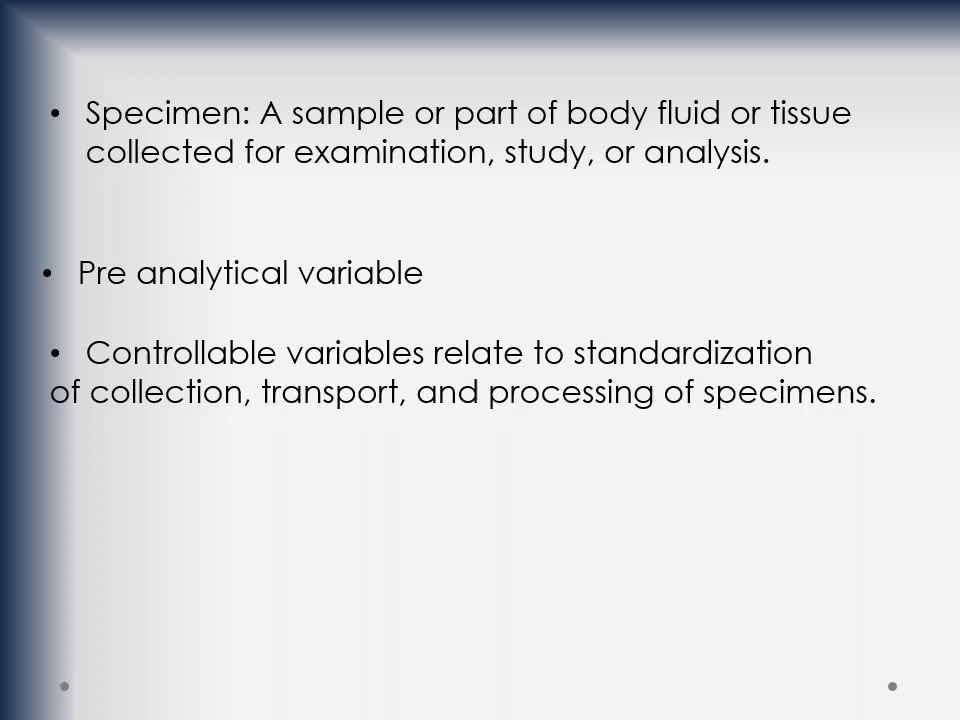 • Specimen: A sample or part of body fluid or tissue
collected for examination, study, or analysis.
• Pre analytical variable
• Controllable variables relate to standardization
of collection, transport, and processing of specimens.